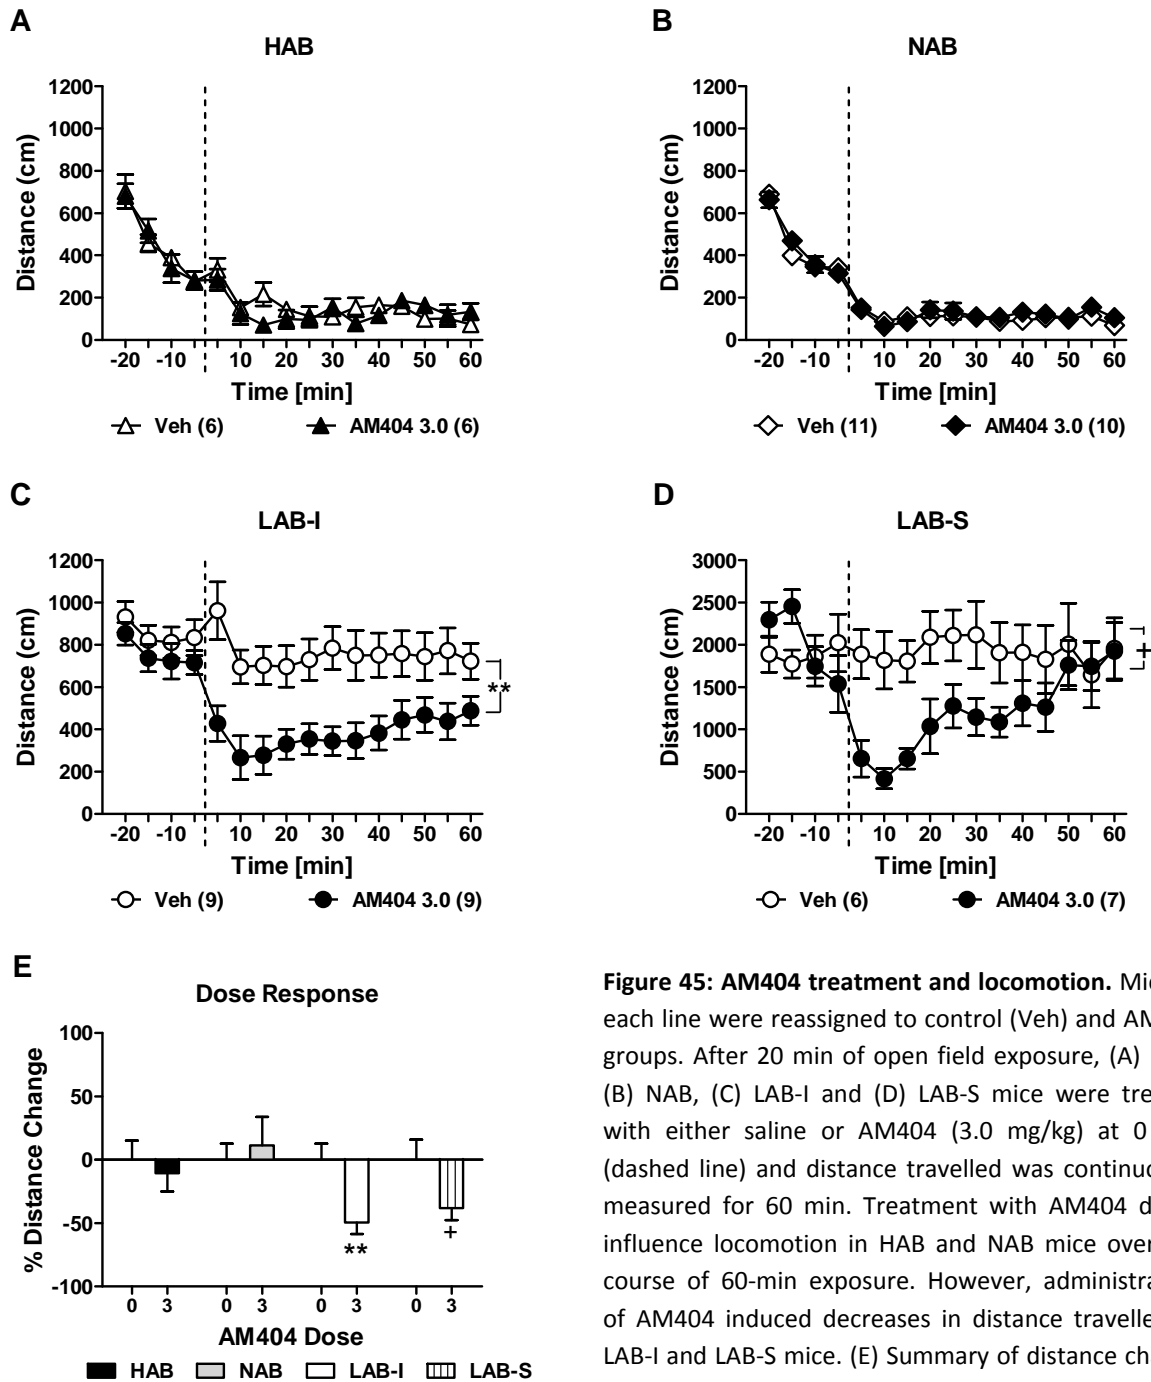 A
HAB
1200
1000
800
600
400
200
0
Distance (cm)
-20 -10 10 20 30 40 50 60
Time [min]
Veh (6) AM404 3.0 (6)
B
NAB
1200
1000
800
600
400
200
0
Distance (cm)
-20 -10 10 20 30 40 50 60
Time [min]
Veh (11) AM404 3.0 (10)
C
LAB-I
1200
1000
800
600
400
200
0
Distance (cm)
**
-20 -10 10 20 30 40 50 60
Time [min]
Veh (9) AM404 3.0 (9)
D
LAB-S
3000
2500
2000
1500
1000
500
0
Distance (cm)
+
-20 -10 10 20 30 40 50 60
Time [min]
Veh (6) AM404 3.0 (7)
E
Dose Response
100
50
0
-50
-100
% Distance Change
** +
0 3 0 3 0 3 0 3
AM404 Dose
HAB NAB LAB-I LAB-S
Figure 45: AM404 treatment and locomotion. Mic
each line were reassigned to control (Veh) and AM
groups. After 20 min of open field exposure, (A)
(B) NAB, (C) LAB-I and (D) LAB-S mice were tre
with either saline or AM404 (3.0 mg/kg) at 0
(dashed line) and distance travelled was continuo
measured for 60 min. Treatment with AM404 d
influence locomotion in HAB and NAB mice over
course of 60-min exposure. However, administra
of AM404 induced decreases in distance travelle
LAB-I and LAB-S mice. (E) Summary of distance ch